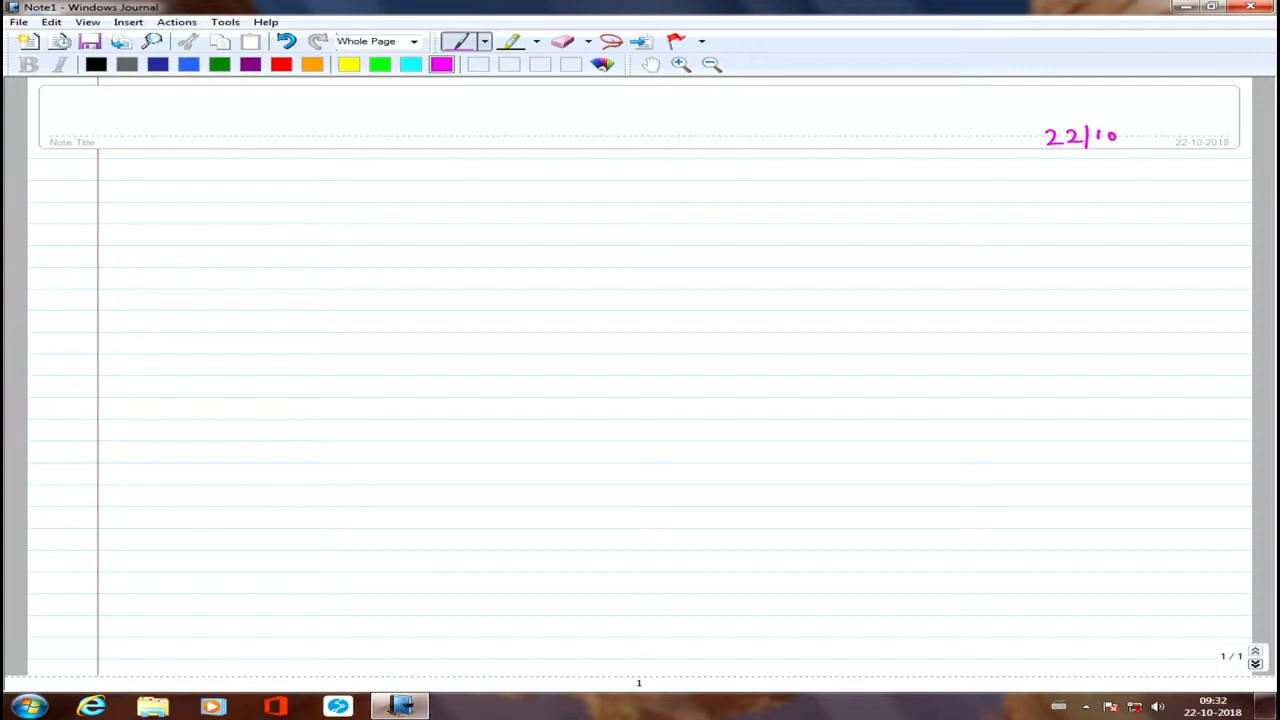 Note1 - Windows Journal
File Edit View Insert Actions Tools Help
Whole Page
B I
22/10
Note Title 22-10-2018
1 / 1
1
09:32
22-10-2018